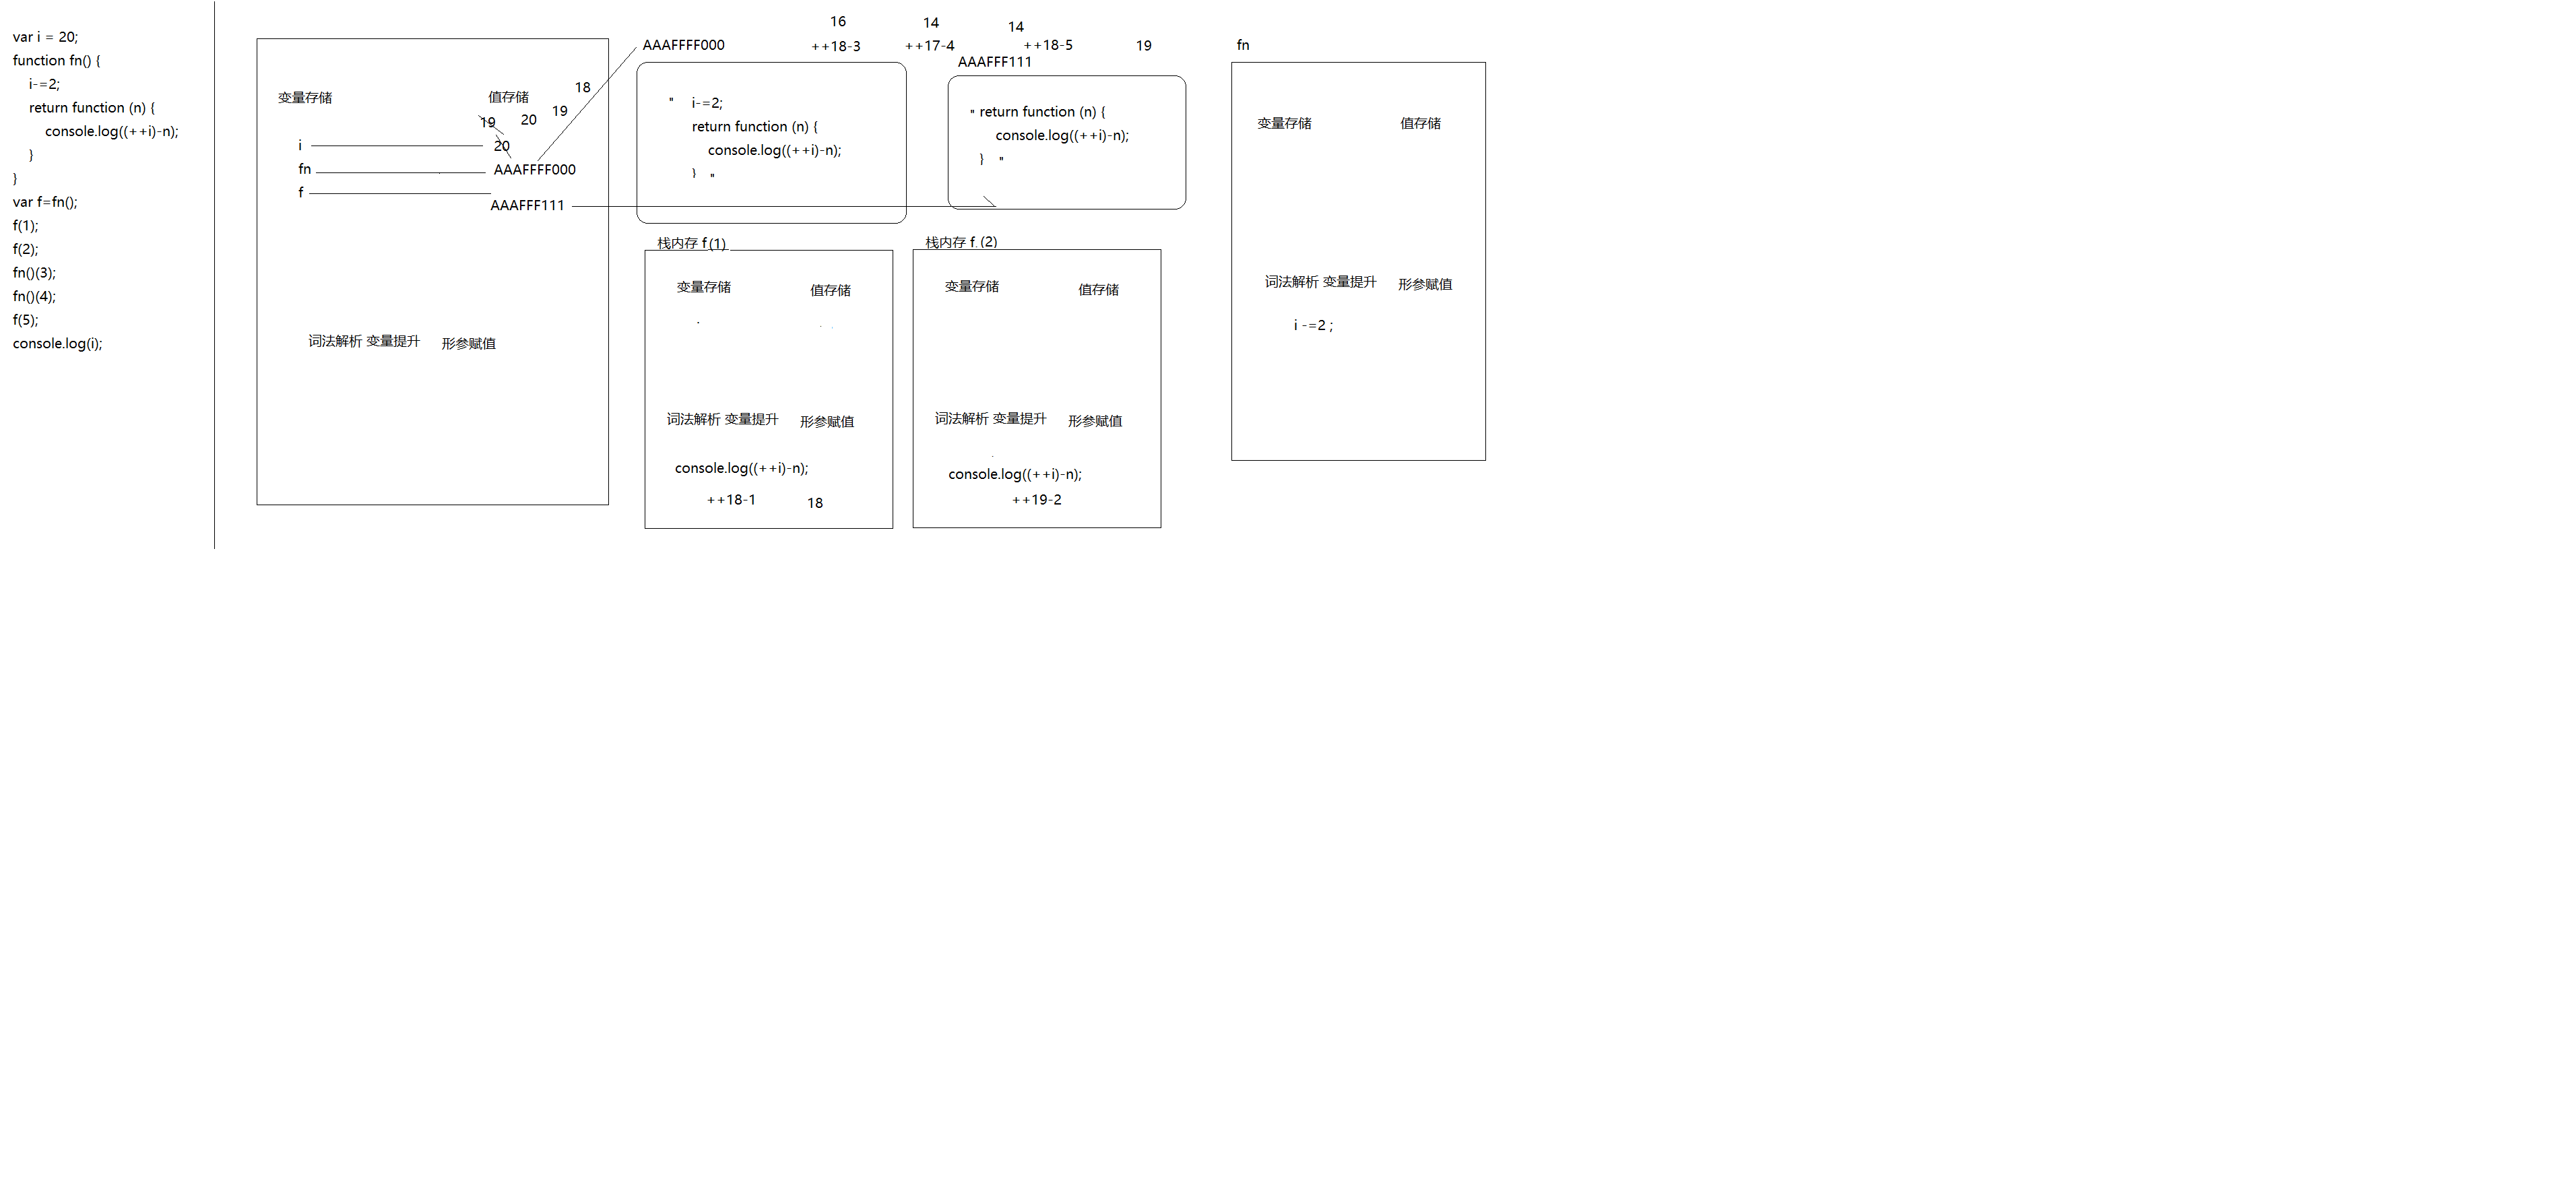 var i = 20;
function fn() {
i-=2;
return function (n) {
console.log((++i)-n);
}
}
var f=fn();
f(1);
f(2);
fn()(3);
fn()(4);
f(5);
console.log(i);
变量存储
值存储
18
19
19
20
i
20
fn
AAAFFFF000
f
AAAFFF111
词法解析 变量提升
形参赋值
AAAFFFF000
16
++18-3
14
++17-4
14
++18-5
19
" i-=2;
return function (n) {
console.log((++i)-n);
} "
AAAFFF111
" return function (n) {
console.log((++i)-n);
} "
栈内存 f (1)
变量存储
值存储
词法解析 变量提升
形参赋值
console.log((++i)-n);
++18-1
18
栈内存 f. (2)
变量存储
值存储
词法解析 变量提升
形参赋值
console.log((++i)-n);
++19-2
fn
变量存储
值存储
词法解析 变量提升
形参赋值
i -=2 ;